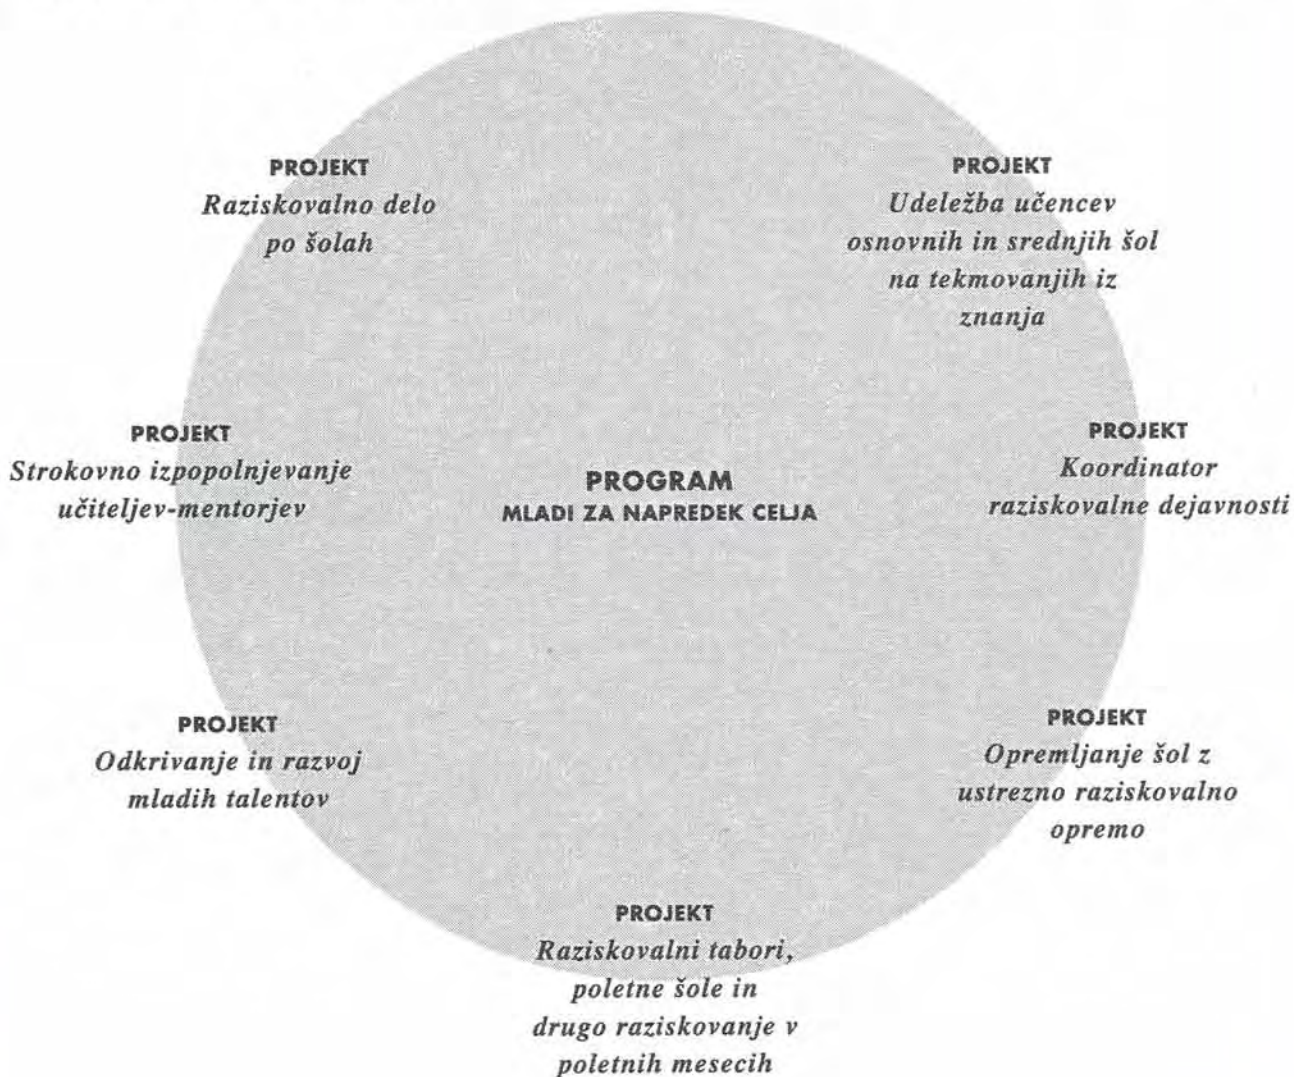 PROJEKT
Raziskovalno delo
po šolah
PROJEKT
Udeležba učencev
osnovnih in srednjih šol
na tekmovanjih iz
znanja
PROJEKT
Strokovno izpopolnjevanje
učiteljev-mentorjev
PROGRAM
MLADI ZA NAPREDEK CELJA
PROJEKT
Koordinator
raziskovalne dejavnosti
PROJEKT
Odkrivanje in razvoj
mladih talentov
PROJEKT
Opremljanje šol z
ustrezno raziskovalno
opremo
PROJEKT
Raziskovalni tabori,
poletne šole in
drugo raziskovanje v
poletnih mesecih